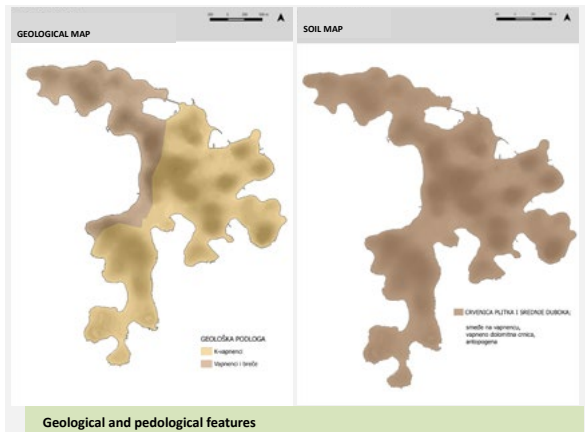 GEOLOGICAL MAP
SOIL MAP
GEOLOŠKA PODLOGA
K-vapnenci
Vapnenci i breče
CRVENICA PLITKA I SREDNJE DUBOKA;
smeđe na vapnencu,
vapneno dolomitna crnica,
antropogena
Geological and pedological features